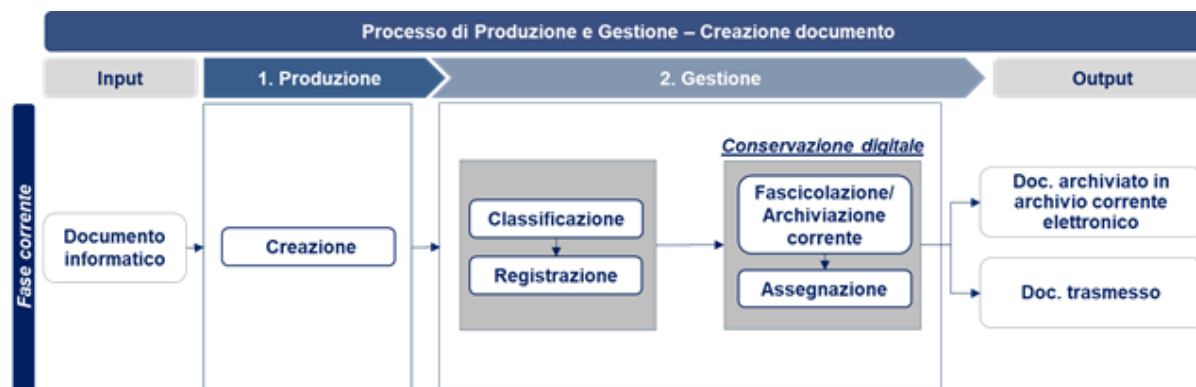 Processo di Produzione e Gestione – Creazione documento
Input
1. Produzione
2. Gestione
Output
Fase corrente
Documento
informatico
Creazione
Classificazione
Registrazione
Conservazione digitale
Fascicolazione/
Archiviazione
corrente
Assegnazione
Doc. archiviato in
archivio corrente
elettronico
Doc. trasmesso